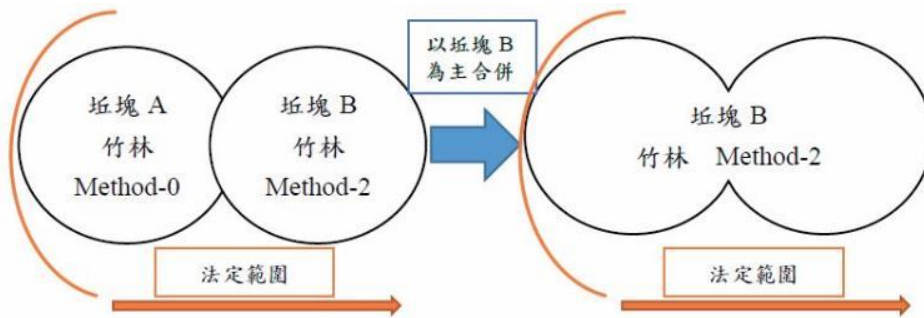 坵塊 A
竹林
Method-0
坵塊 B
竹林
Method-2
以坵塊 B
為主合併
坵塊 B
竹林 Method-2
法定範圍
法定範圍